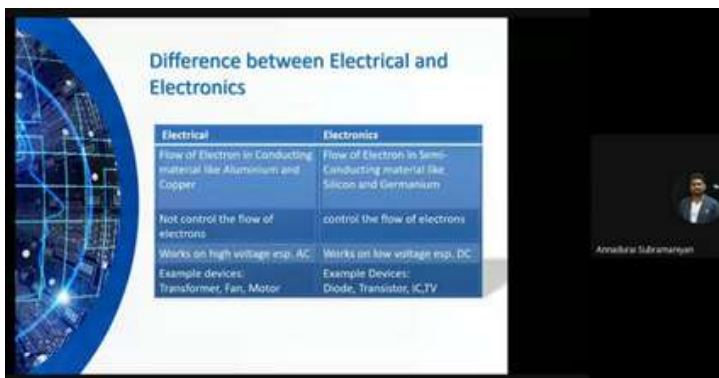 Difference between Electrical and
Electronics
Electrical
Electronics
Flow of Electron in Conducting
material like Aluminium and
Copper
Flow of Electron in Semi-
Conducting material like
Silicon and Germanium
Not control the flow of
electrons
control the flow of electrons
Works on high voltage esp. AC
Works on low voltage esp. DC
Example devices:
Transformer, Fan, Motor
Example Devices:
Diode, Transistor, IC,TV
Annadurai Subramaniyan